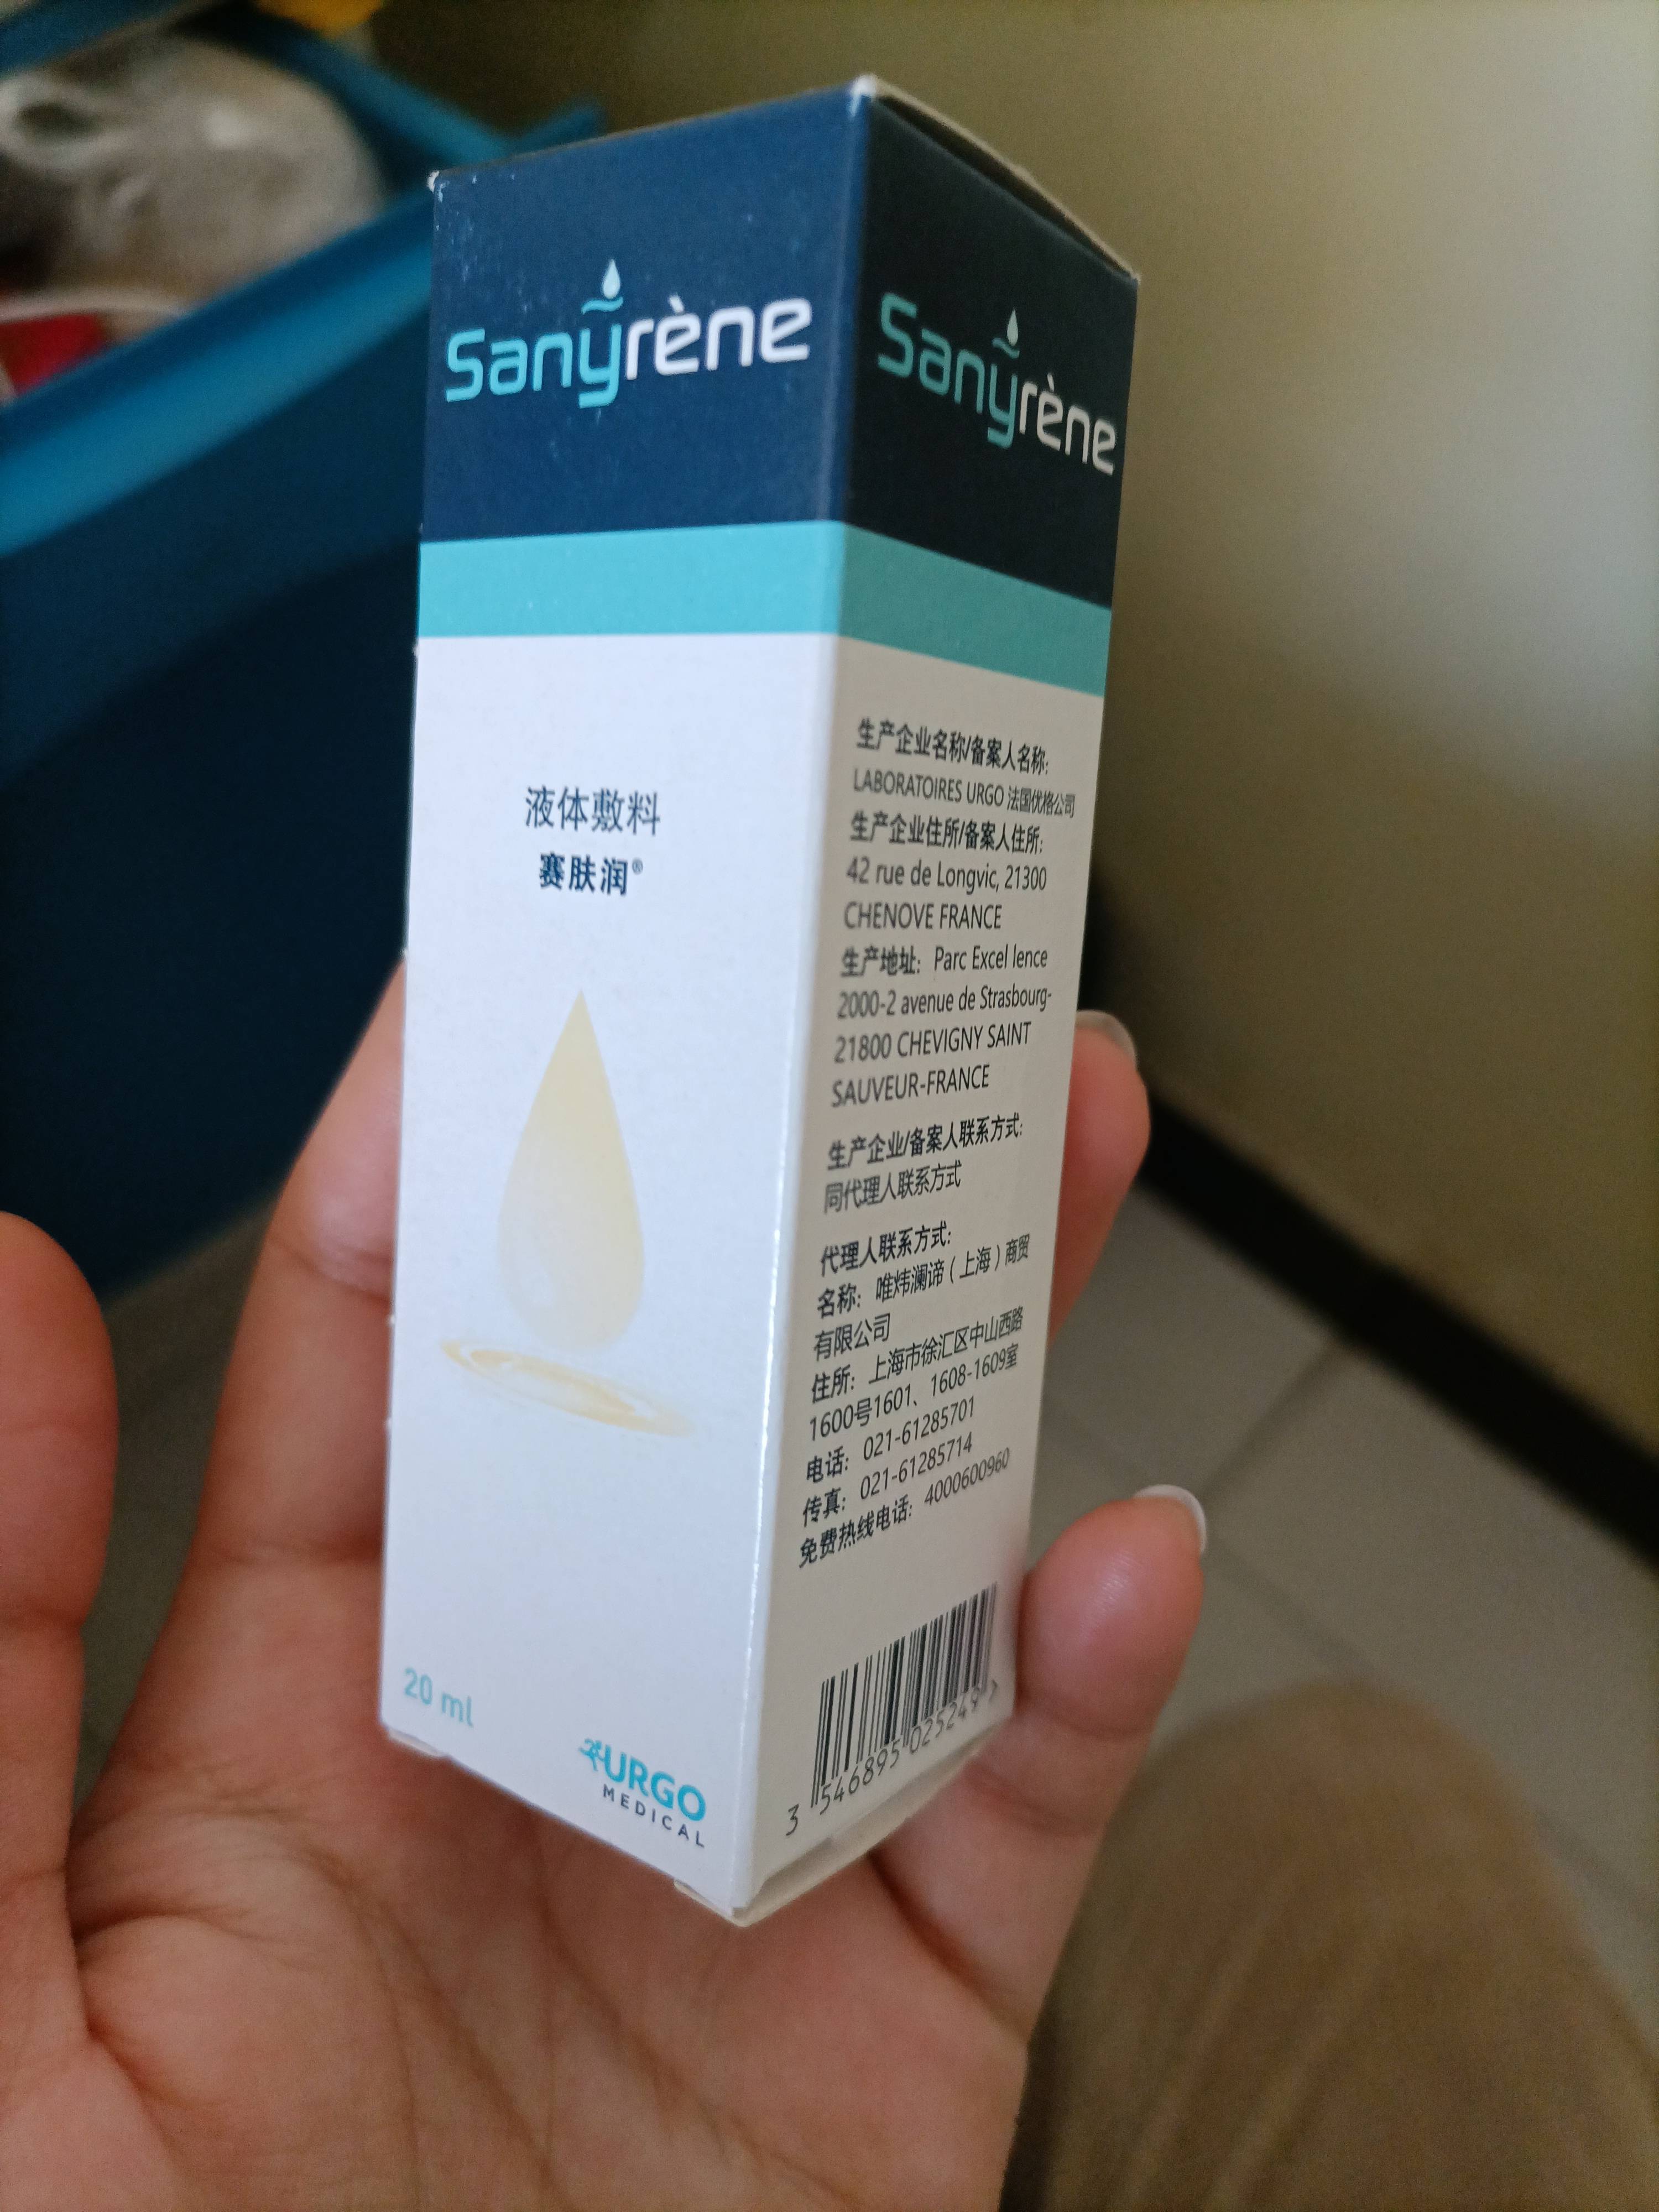 Sanyrène
液体敷料
赛肤润®
20 ml
URGO
MEDICAL
Sanyrène
生产企业名称/备案人名称:
LABORATOIRES URGO 法国优格公司
生产企业住所/备案人住所:
42 rue de Longvic, 21300
CHENOVE FRANCE
生产地址: Parc Excel lence
2000-2 avenue de Strasbourg-
21800 CHEVIGNY SAINT
SAUVEUR-FRANCE
生产企业/备案人联系方式:
同代理人联系方式
代理人联系方式:
名称: 唯炜澜谛（上海）商贸
有限公司
住所: 上海市徐汇区中山西路
1600号1601、1608-1609室
电话: 021-61285701
传真: 021-61285714
免费热线电话: 4000600960
3 546895 025249 >